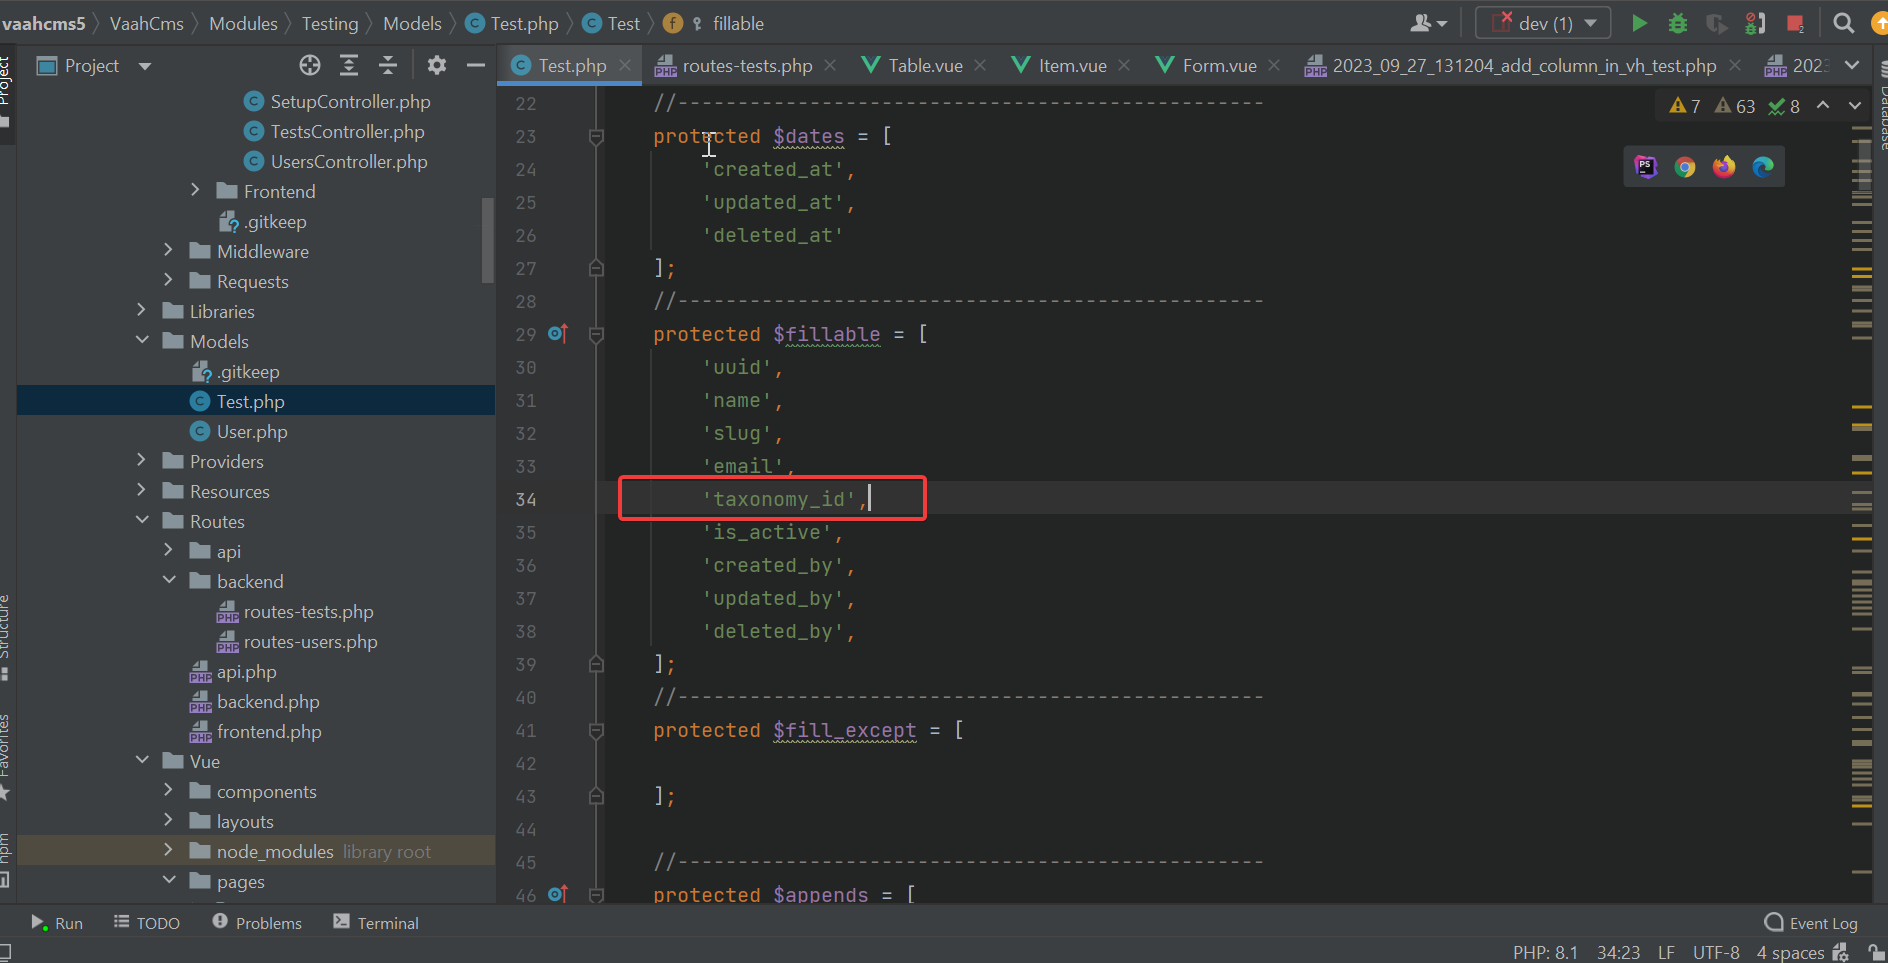 vaahcms5 VaahCms Modules Testing Models Test.php Test fillable dev (1)
Project
Test.php routes-tests.php Table.vue Item.vue Form.vue 2023_09_27_131204_add_column_in_vh_test.php 2023
7 63 8
Project
Structure
Favorites
npm
Database
SetupController.php
TestsController.php
UsersController.php
Frontend
.gitkeep
Middleware
Requests
Libraries
Models
.gitkeep
Test.php
User.php
Providers
Resources
Routes
api
backend
routes-tests.php
routes-users.php
api.php
backend.php
frontend.php
Vue
components
layouts
node_modules library root
pages
22 //-------------------------------------------------
23 protected $dates = [
24 'created_at',
25 'updated_at',
26 'deleted_at'
27 ];
28 //-------------------------------------------------
29 protected $fillable = [
30 'uuid',
31 'name',
32 'slug',
33 'email',
34 'taxonomy_id',
35 'is_active',
36 'created_by',
37 'updated_by',
38 'deleted_by',
39 ];
40 //-------------------------------------------------
41 protected $fill_except = [
42
43 ];
44
45 //-------------------------------------------------
46 protected $appends = [
Run TODO Problems Terminal Event Log
PHP: 8.1 34:23 LF UTF-8 4 spaces